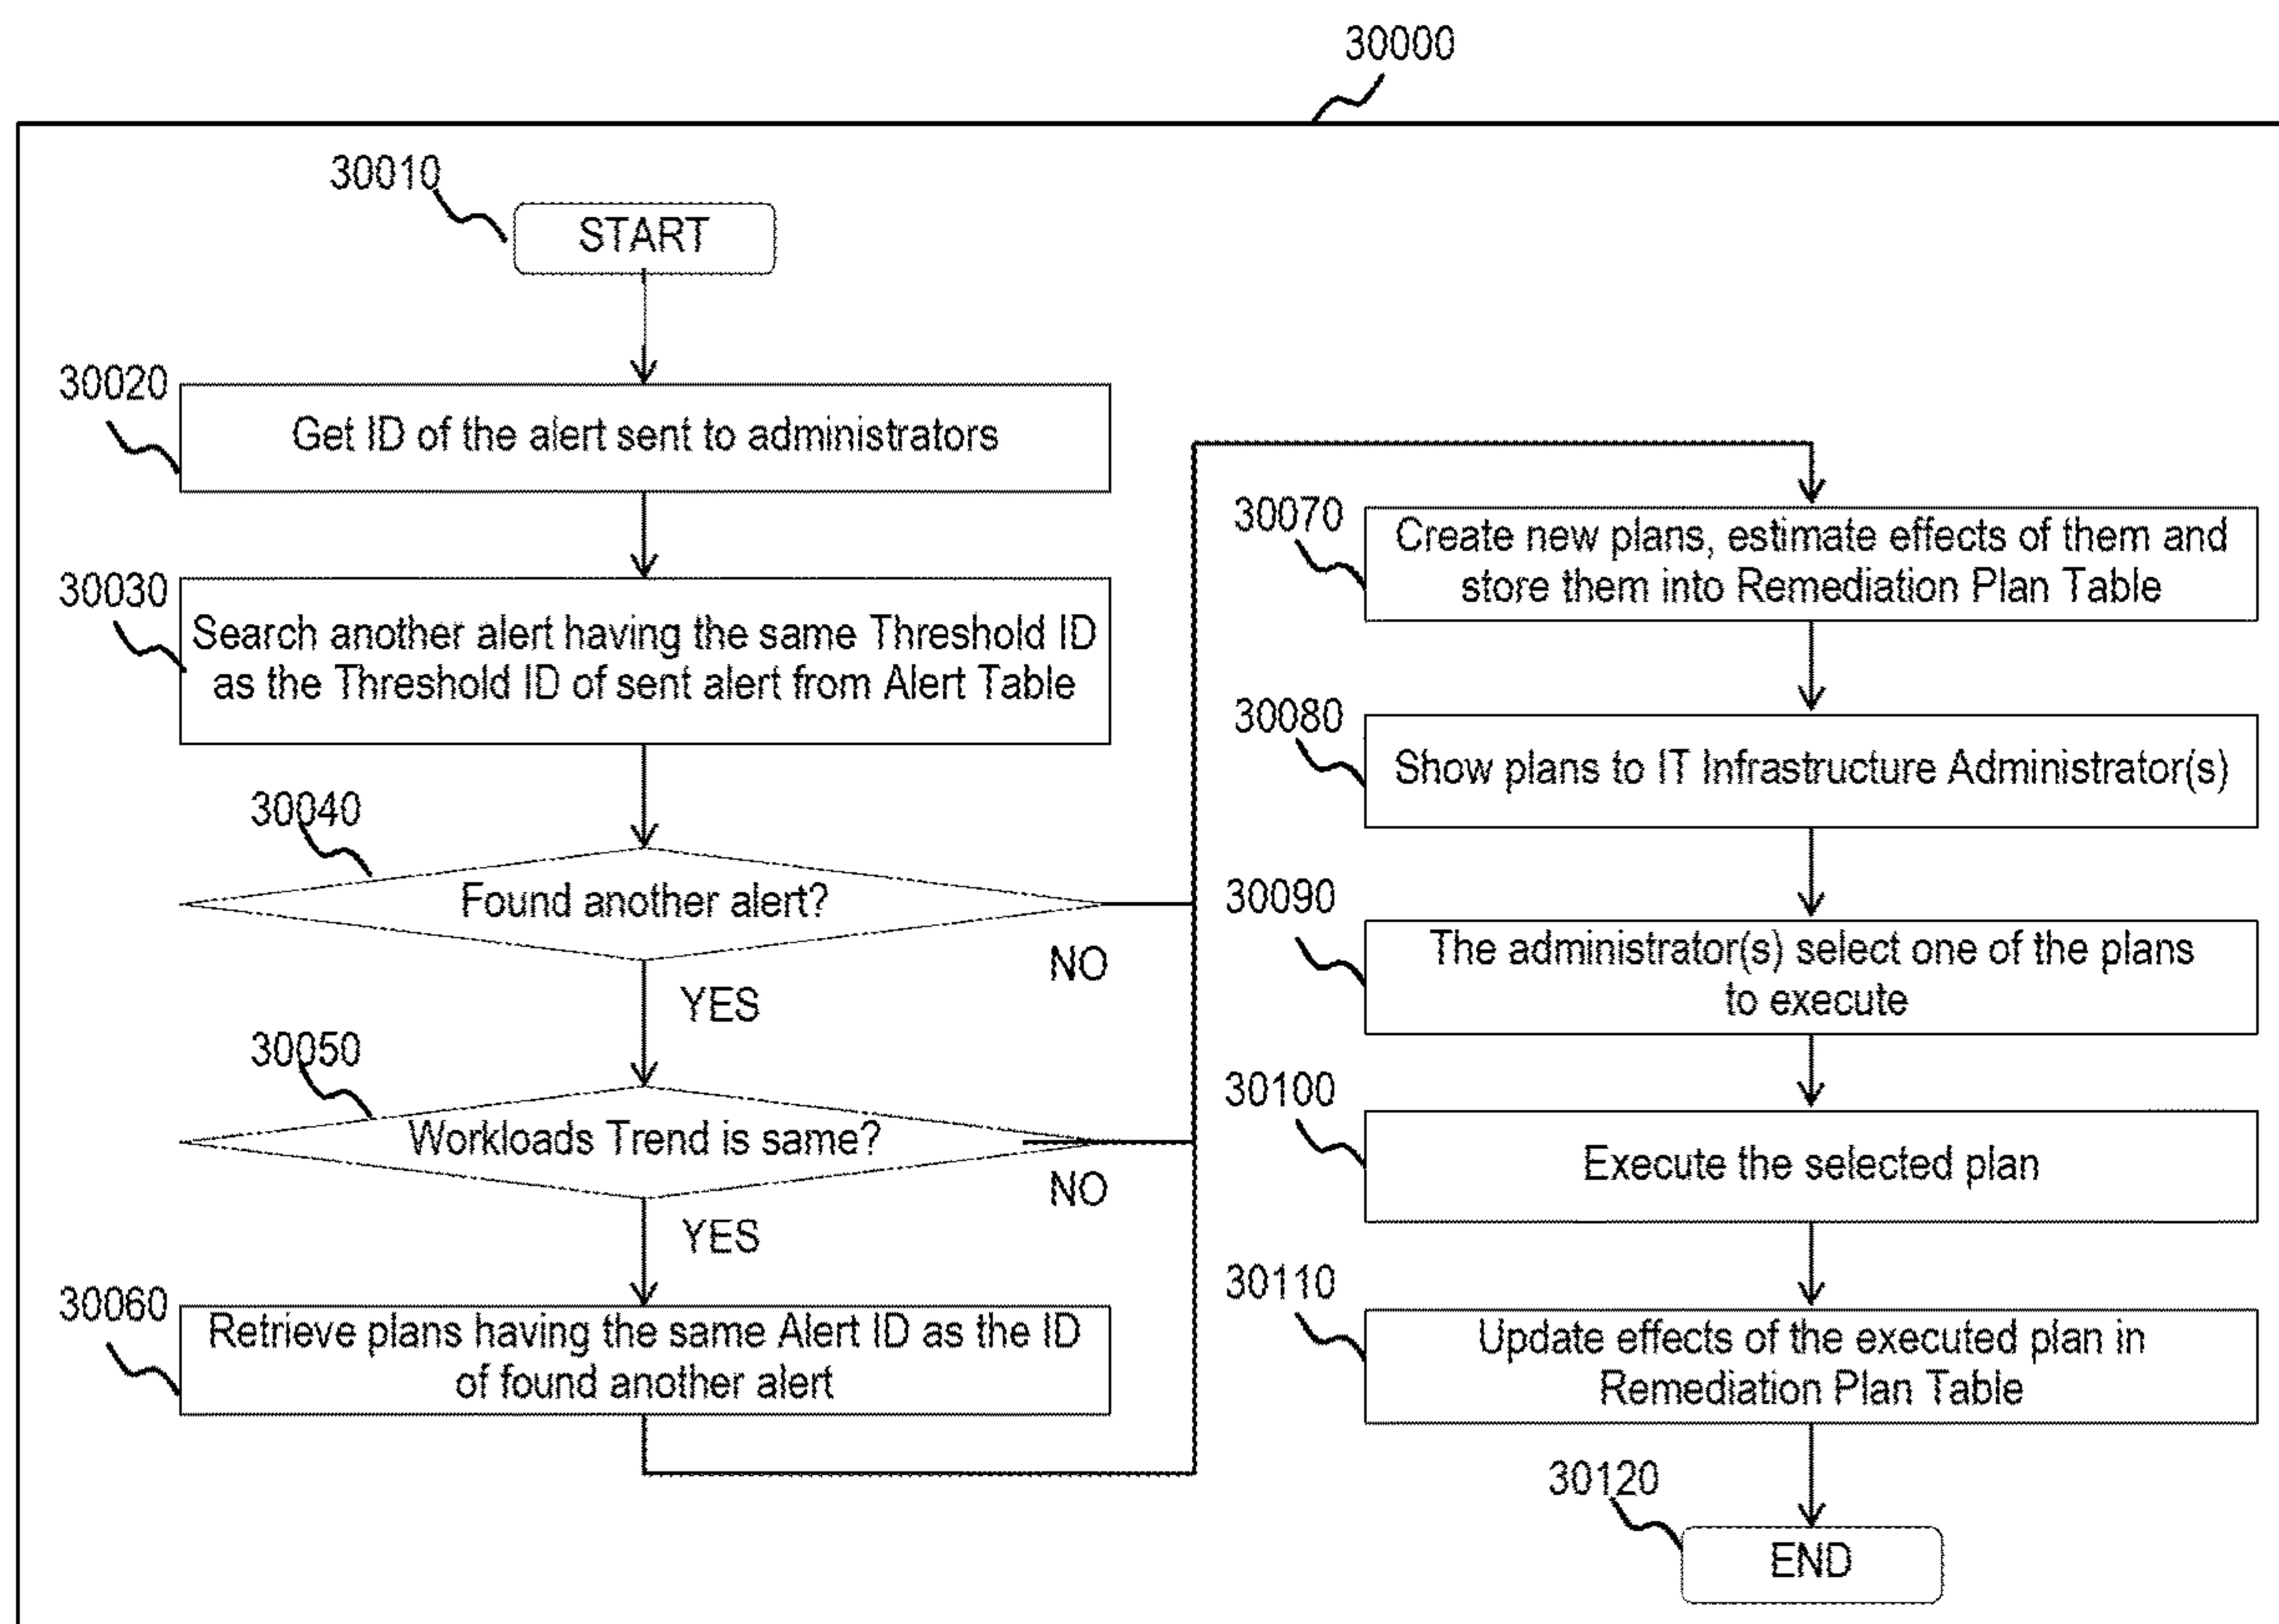 30000
30010
START
30020
Get ID of the alert sent to administrators
30030
Search another alert having the same Threshold ID
as the Threshold ID of sent alert from Alert Table
30040
Found another alert?
NO
YES
30050
Workloads Trend is same?
NO
YES
30060
Retrieve plans having the same Alert ID as the ID
of found another alert
30070
Create new plans, estimate effects of them and
store them into Remediation Plan Table
30080
Show plans to IT Infrastructure Administrator(s)
30090
The administrator(s) select one of the plans
to execute
30100
Execute the selected plan
30110
Update effects of the executed plan in
Remediation Plan Table
30120
END